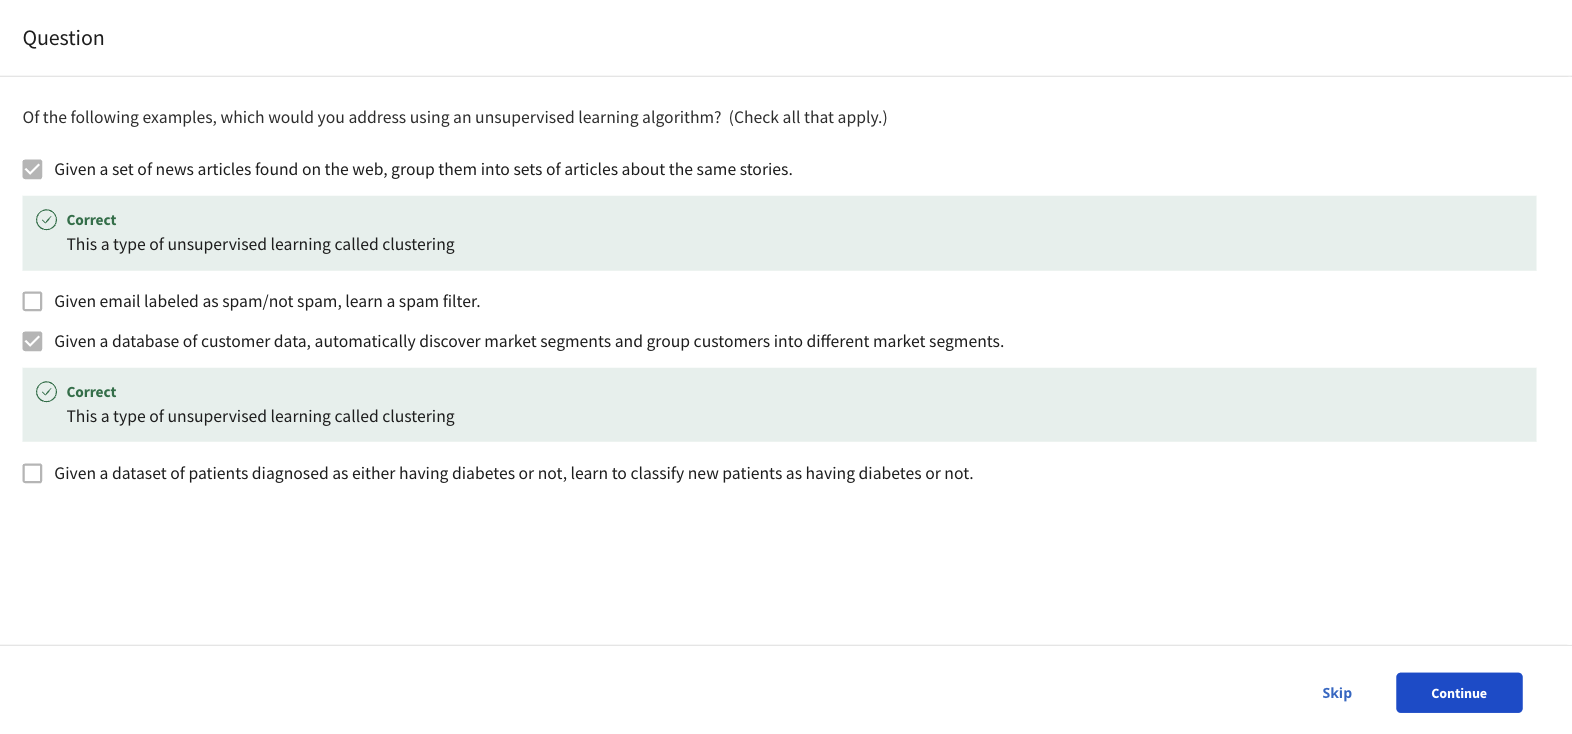 Question
Of the following examples, which would you address using an unsupervised learning algorithm?  (Check all that apply.)
Given a set of news articles found on the web, group them into sets of articles about the same stories.
Correct
This a type of unsupervised learning called clustering
Given email labeled as spam/not spam, learn a spam filter.
Given a database of customer data, automatically discover market segments and group customers into different market segments.
Correct
This a type of unsupervised learning called clustering
Given a dataset of patients diagnosed as either having diabetes or not, learn to classify new patients as having diabetes or not.
Skip
Continue